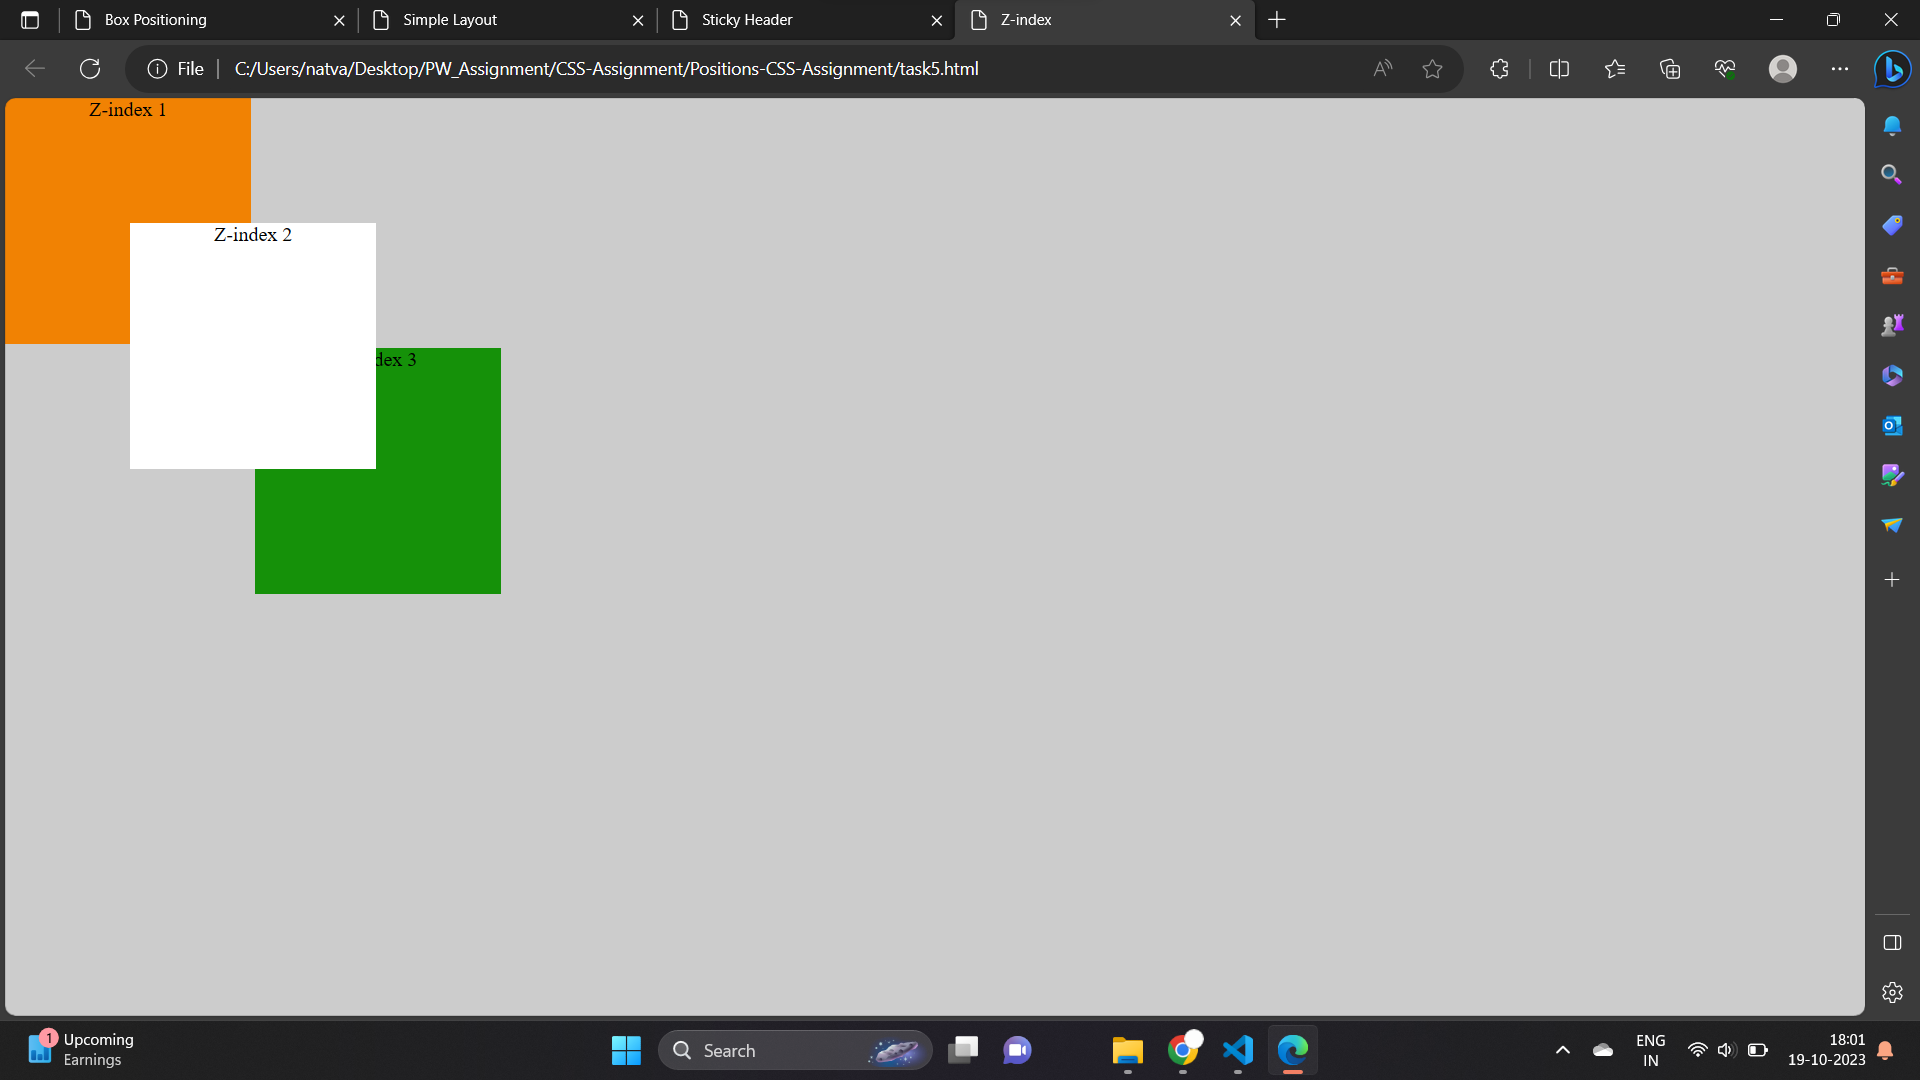 Box Positioning
Simple Layout
Sticky Header
Z-index
File
C:/Users/natva/Desktop/PW_Assignment/CSS-Assignment/Positions-CSS-Assignment/task5.html
Z-index 1
Z-index 2
dex 3
1
Upcoming
Earnings
Search
ENG
IN
18:01
19-10-2023